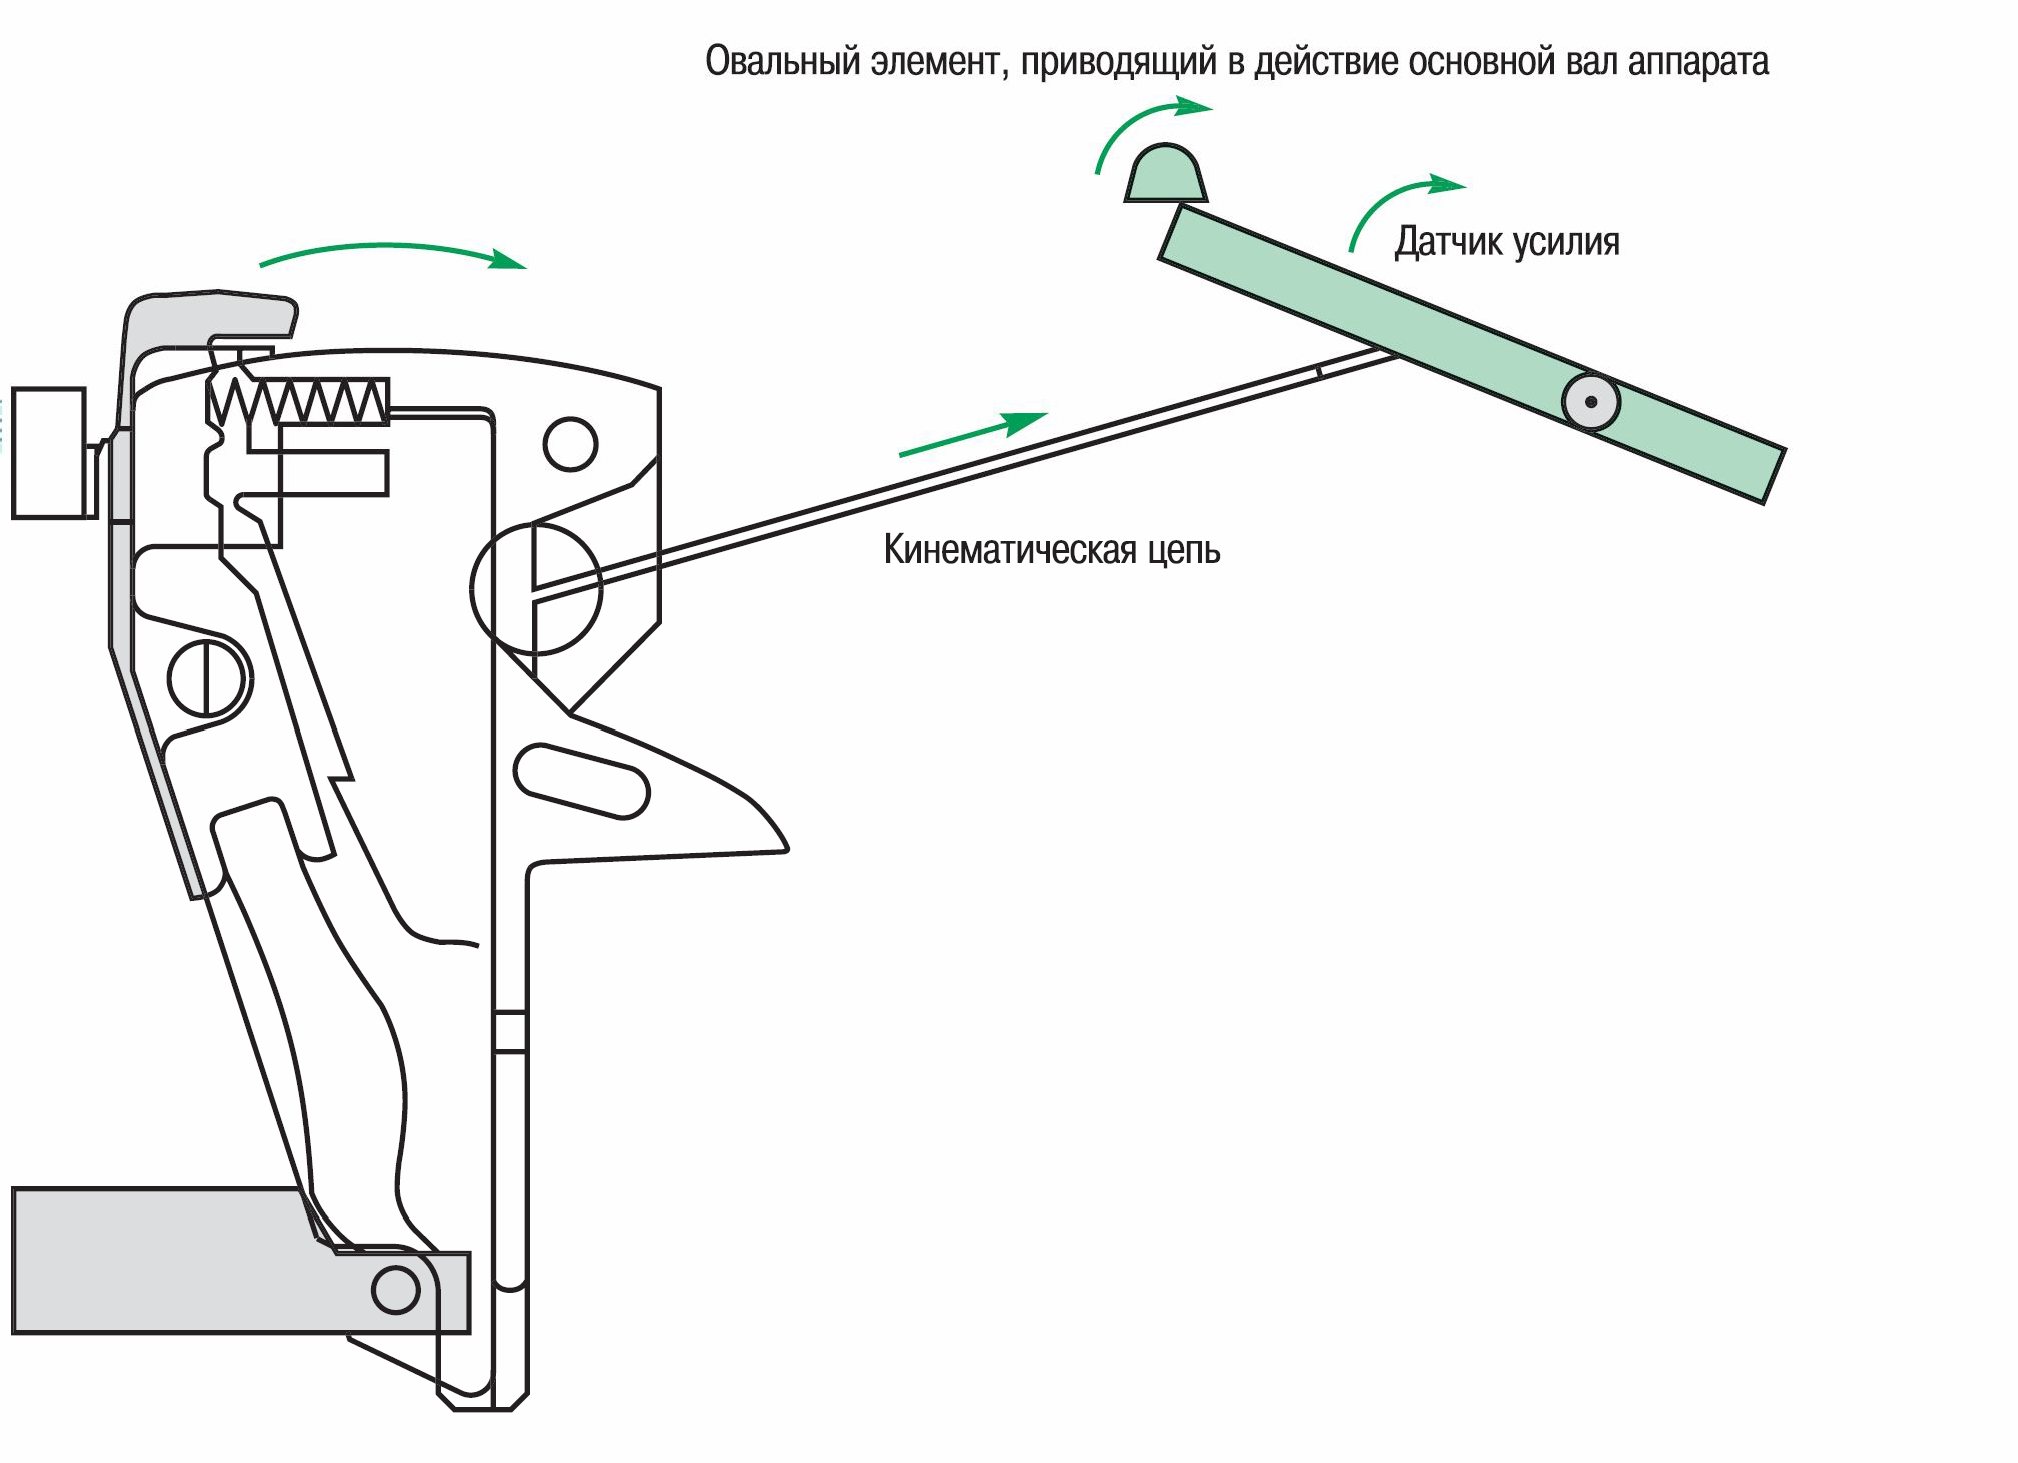 Овальный элемент, приводящий в действие основной вал аппарата
Датчик усилия
Кинематическая цепь